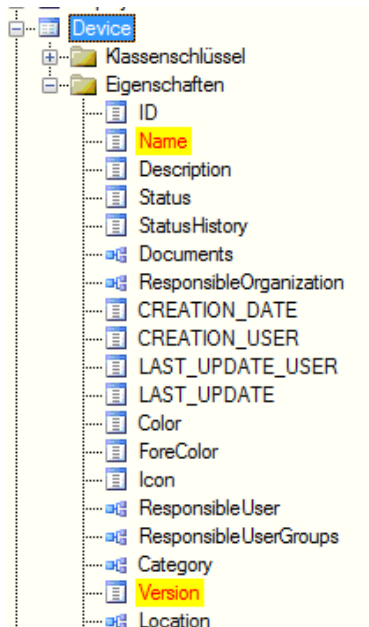 Device
Klassenschlüssel
Eigenschaften
ID
Name
Description
Status
StatusHistory
Documents
ResponsibleOrganization
CREATION_DATE
CREATION_USER
LAST_UPDATE_USER
LAST_UPDATE
Color
ForeColor
Icon
ResponsibleUser
ResponsibleUserGroups
Category
Version
Location